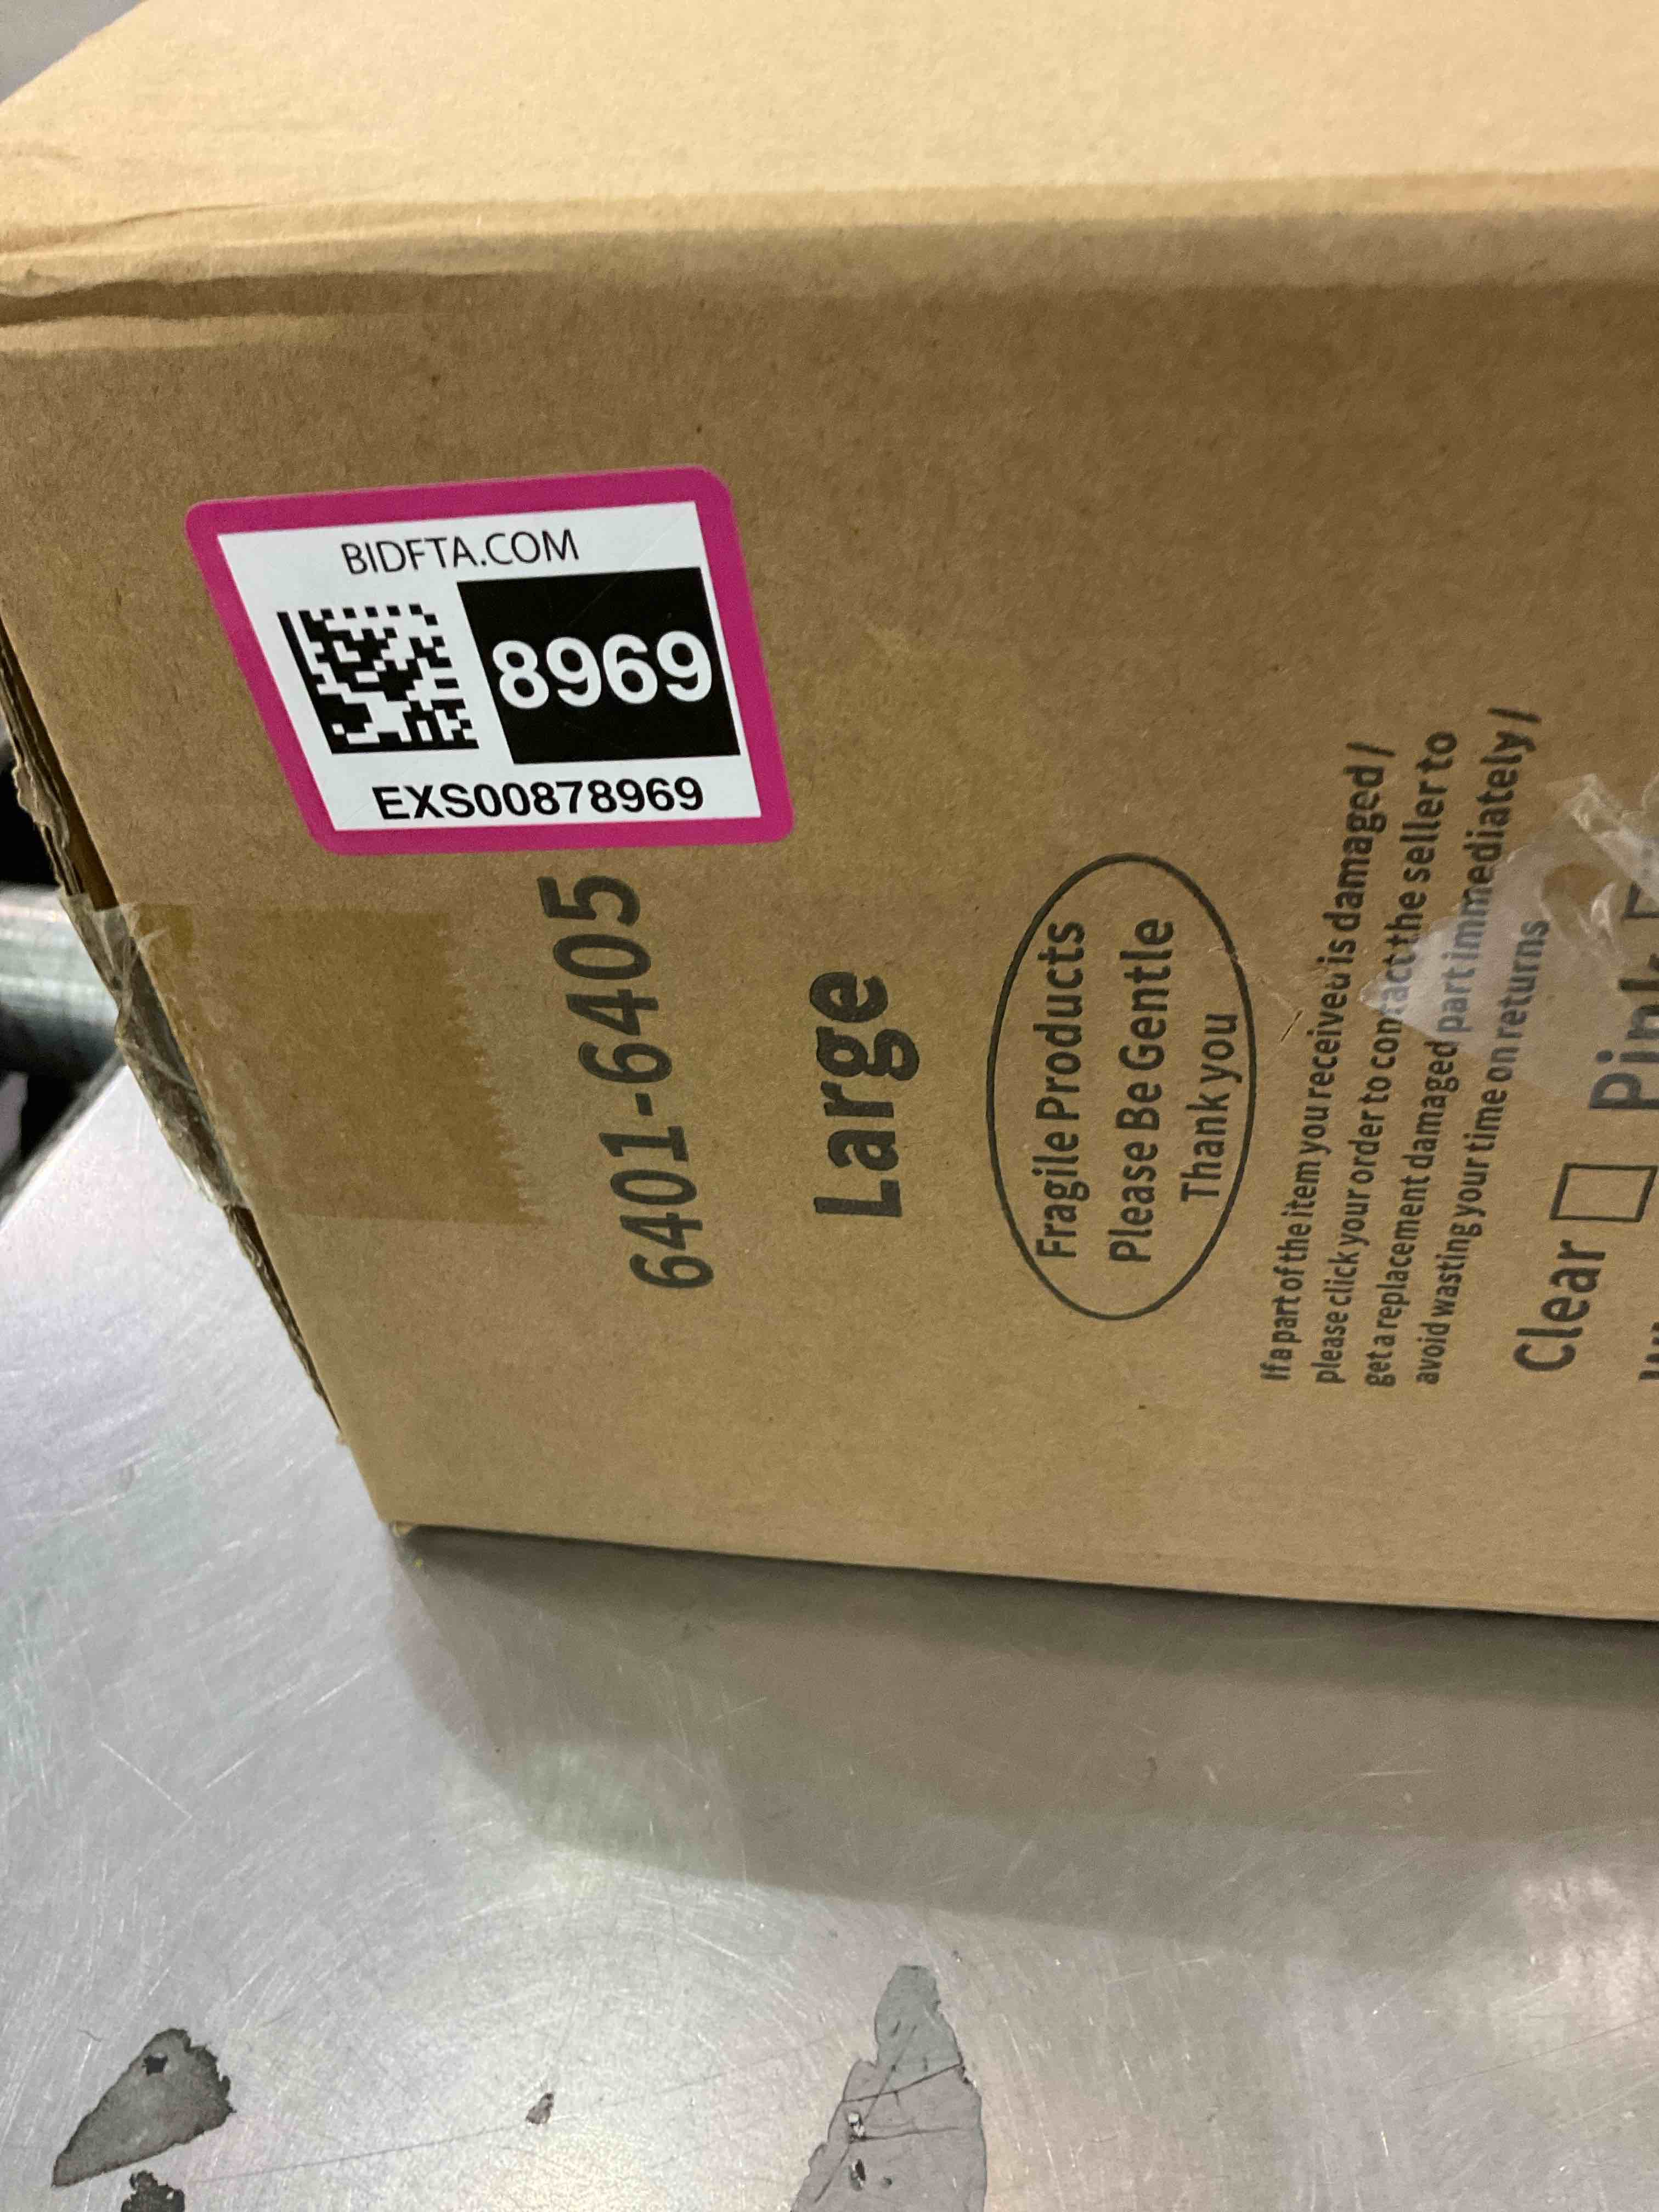 BIDFTA.COM
8969
EXS00878969
6401-6405
Large
Fragile Products
Please Be Gentle
Thank you
If a part of the item you received is damaged /
please click your order to contact the seller to
get a replacement damaged part immediately /
avoid wasting your time on returns
Clear
Pink